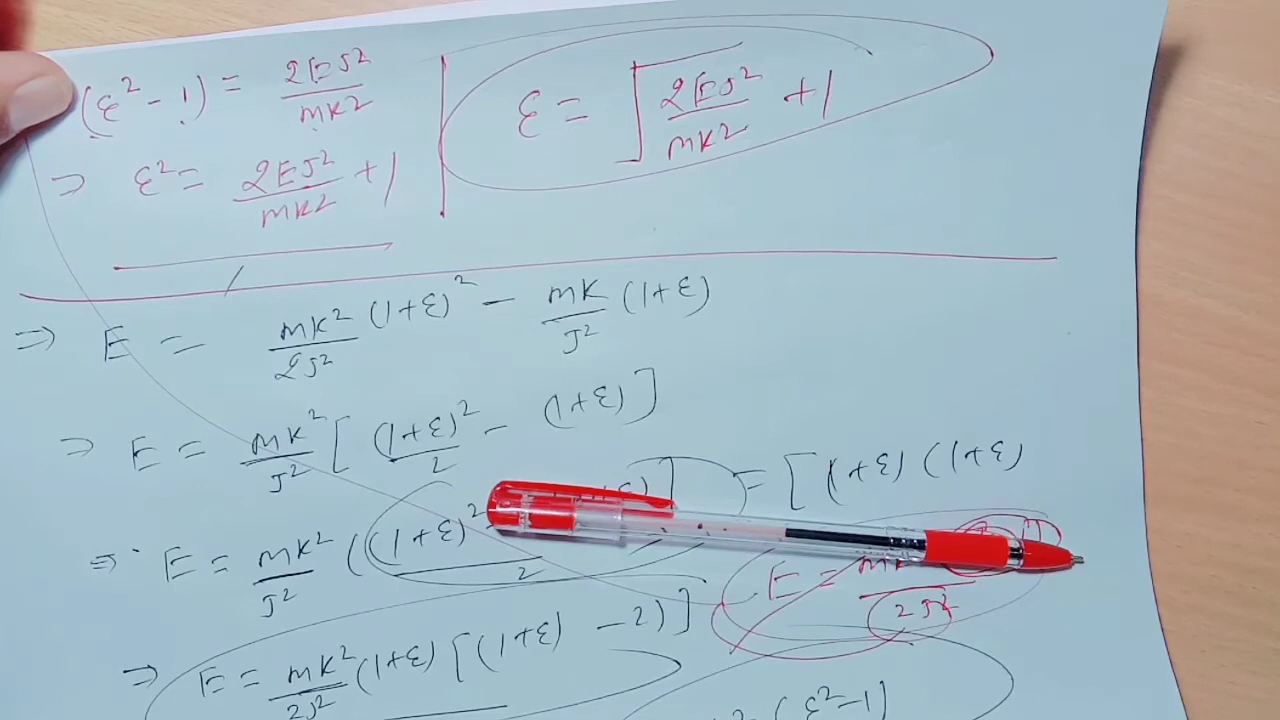 (ε² - 1) = 2EJ²/mK²
ε = √(2EJ²/mK² + 1)
⇒ ε² = 2EJ²/mK² + 1
⇒ E = mK²/2J² (1+ε)² - mK/J² (1+ε)
⇒ E = mK²/J² [(1+ε)²/2 - (1+ε)]
= [(1+ε) (1+ε)
⇒ E = mK²/J² ((1+ε)² /2
E = /2J²
⇒ E = mK²/2J² (1+ε) [(1+ε) - 2)]
(ε²-1)